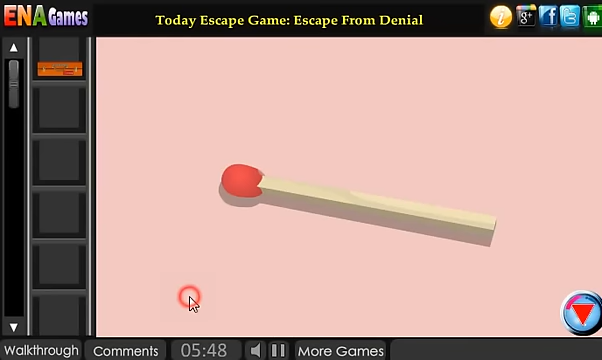 ENA Games
Today Escape Game: Escape From Denial
i g+ f t
Walkthrough Comments 05:48 More Games